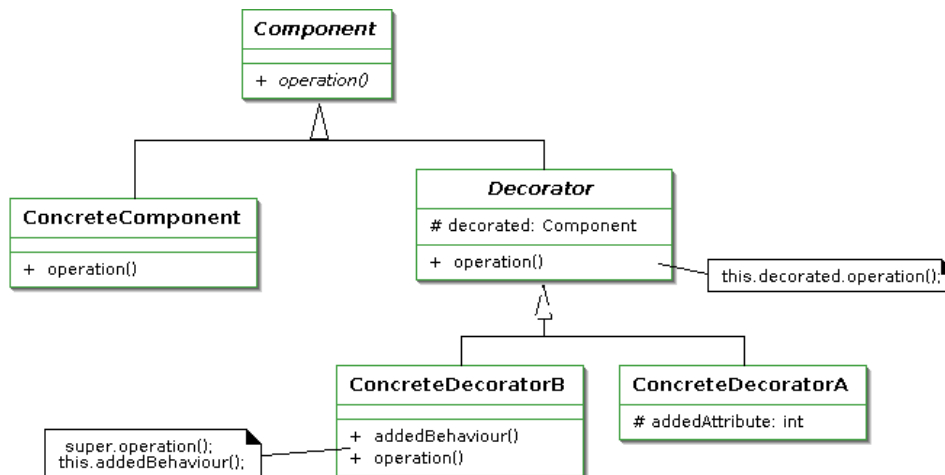 Component
+ operation()
ConcreteComponent
+ operation()
Decorator
# decorated: Component
+ operation()
this.decorated.operation();
ConcreteDecoratorB
+ addedBehaviour()
+ operation()
super.operation();
this.addedBehaviour();
ConcreteDecoratorA
# addedAttribute: int